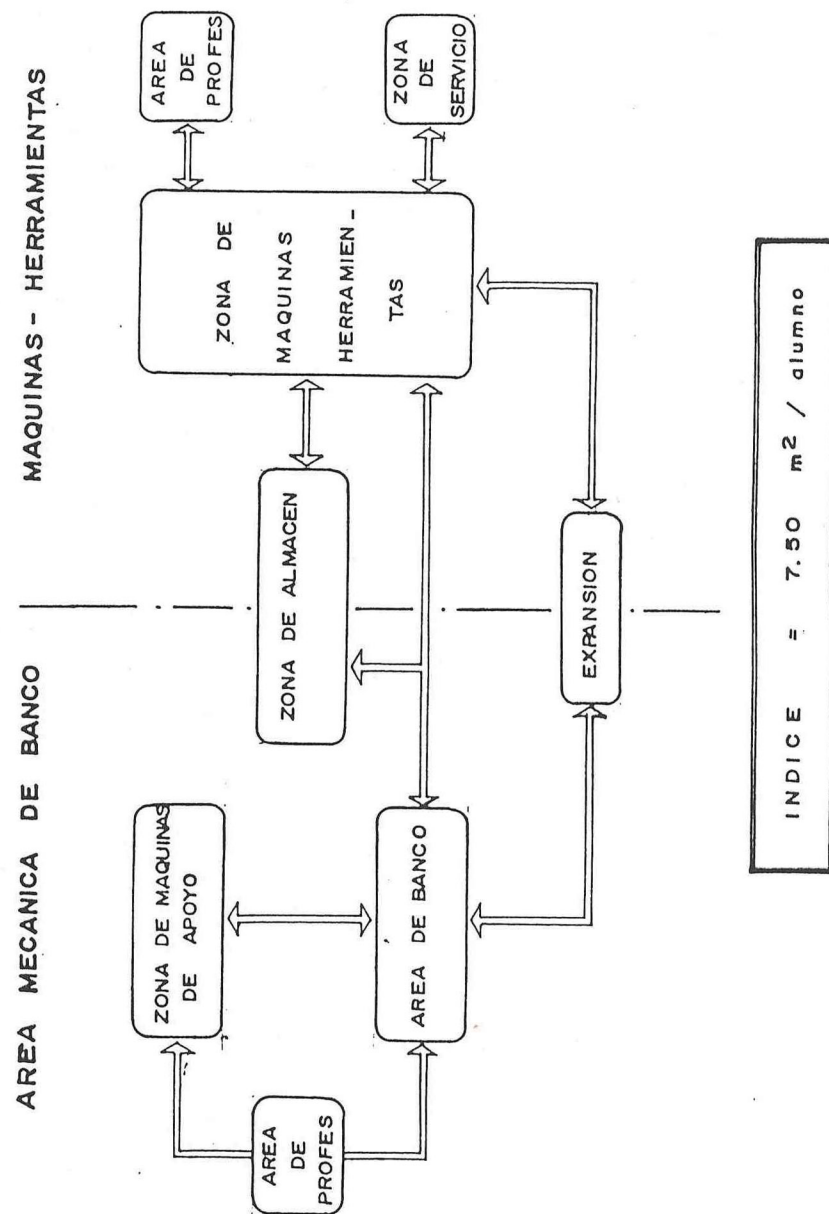 AREA MECANICA DE BANCO
MAQUINAS - HERRAMIENTAS
AREA
DE
PROFES
ZONA DE MAQUINAS
DE APOYO
AREA DE BANCO
ZONA DE ALMACEN
EXPANSION
ZONA DE
MAQUINAS
HERRAMIEN_
TAS
AREA
DE
PROFES
ZONA
DE
SERVICIO
INDICE = 7.50 m2 / alumno